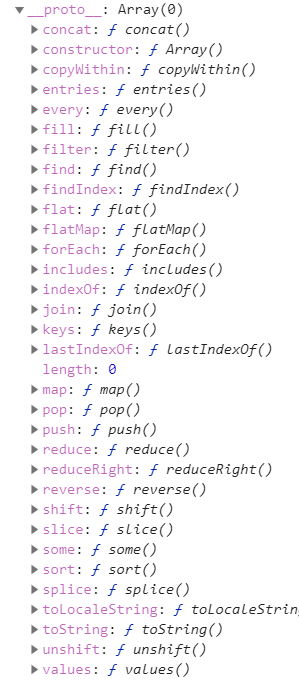 ▼__proto__: Array(0)
▶concat: ƒ concat()
▶constructor: ƒ Array()
▶copyWithin: ƒ copyWithin()
▶entries: ƒ entries()
▶every: ƒ every()
▶fill: ƒ fill()
▶filter: ƒ filter()
▶find: ƒ find()
▶findIndex: ƒ findIndex()
▶flat: ƒ flat()
▶flatMap: ƒ flatMap()
▶forEach: ƒ forEach()
▶includes: ƒ includes()
▶indexOf: ƒ indexOf()
▶join: ƒ join()
▶keys: ƒ keys()
▶lastIndexOf: ƒ lastIndexOf()
length: 0
▶map: ƒ map()
▶pop: ƒ pop()
▶push: ƒ push()
▶reduce: ƒ reduce()
▶reduceRight: ƒ reduceRight()
▶reverse: ƒ reverse()
▶shift: ƒ shift()
▶slice: ƒ slice()
▶some: ƒ some()
▶sort: ƒ sort()
▶splice: ƒ splice()
▶toLocaleString: ƒ toLocaleStrin
▶toString: ƒ toString()
▶unshift: ƒ unshift()
▶values: ƒ values()